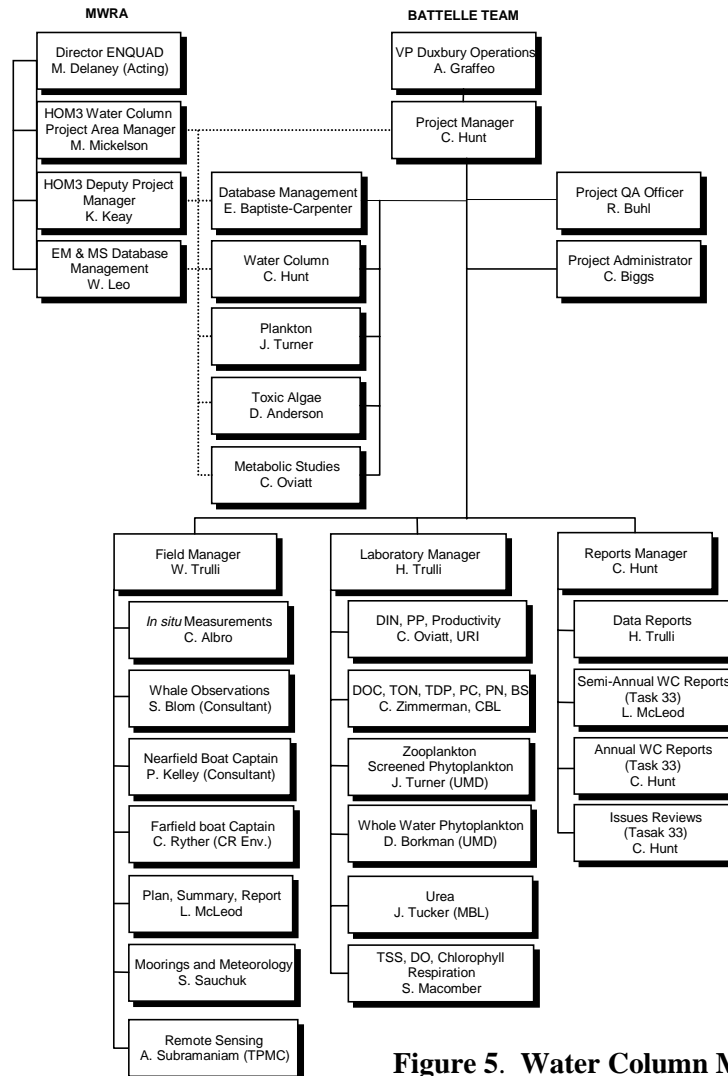 MWRA
BATTELLE TEAM
Director ENQUAD
M. Delaney (Acting)
VP Duxbury Operations
A. Graffeo
HOM3 Water Column
Project Area Manager
M. Mickelson
Project Manager
C. Hunt
HOM3 Deputy Project
Manager
K. Keay
Database Management
E. Baptiste-Carpenter
Project QA Officer
R. Buhl
EM & MS Database
Management
W. Leo
Water Column
C. Hunt
Project Administrator
C. Biggs
Plankton
J. Turner
Toxic Algae
D. Anderson
Metabolic Studies
C. Oviatt
Field Manager
W. Trulli
In situ Measurements
C. Albro
Whale Observations
S. Blom (Consultant)
Nearfield Boat Captain
P. Kelley (Consultant)
Farfield boat Captain
C. Ryther (CR Env.)
Plan, Summary, Report
L. McLeod
Moorings and Meteorology
S. Sauchuk
Remote Sensing
A. Subramaniam (TPMC)
Laboratory Manager
H. Trulli
DIN, PP, Productivity
C. Oviatt, URI
DOC, TON, TDP, PC, PN, BS
C. Zimmerman, CBL
Zooplankton
Screened Phytoplankton
J. Turner (UMD)
Whole Water Phytoplankton
D. Borkman (UMD)
Urea
J. Tucker (MBL)
TSS, DO, Chlorophyll
Respiration
S. Macomber
Reports Manager
C. Hunt
Data Reports
H. Trulli
Semi-Annual WC Reports
(Task 33)
L. McLeod
Annual WC Reports
(Task 33)
C. Hunt
Issues Reviews
(Tasak 33)
C. Hunt
Figure 5. Water Column M